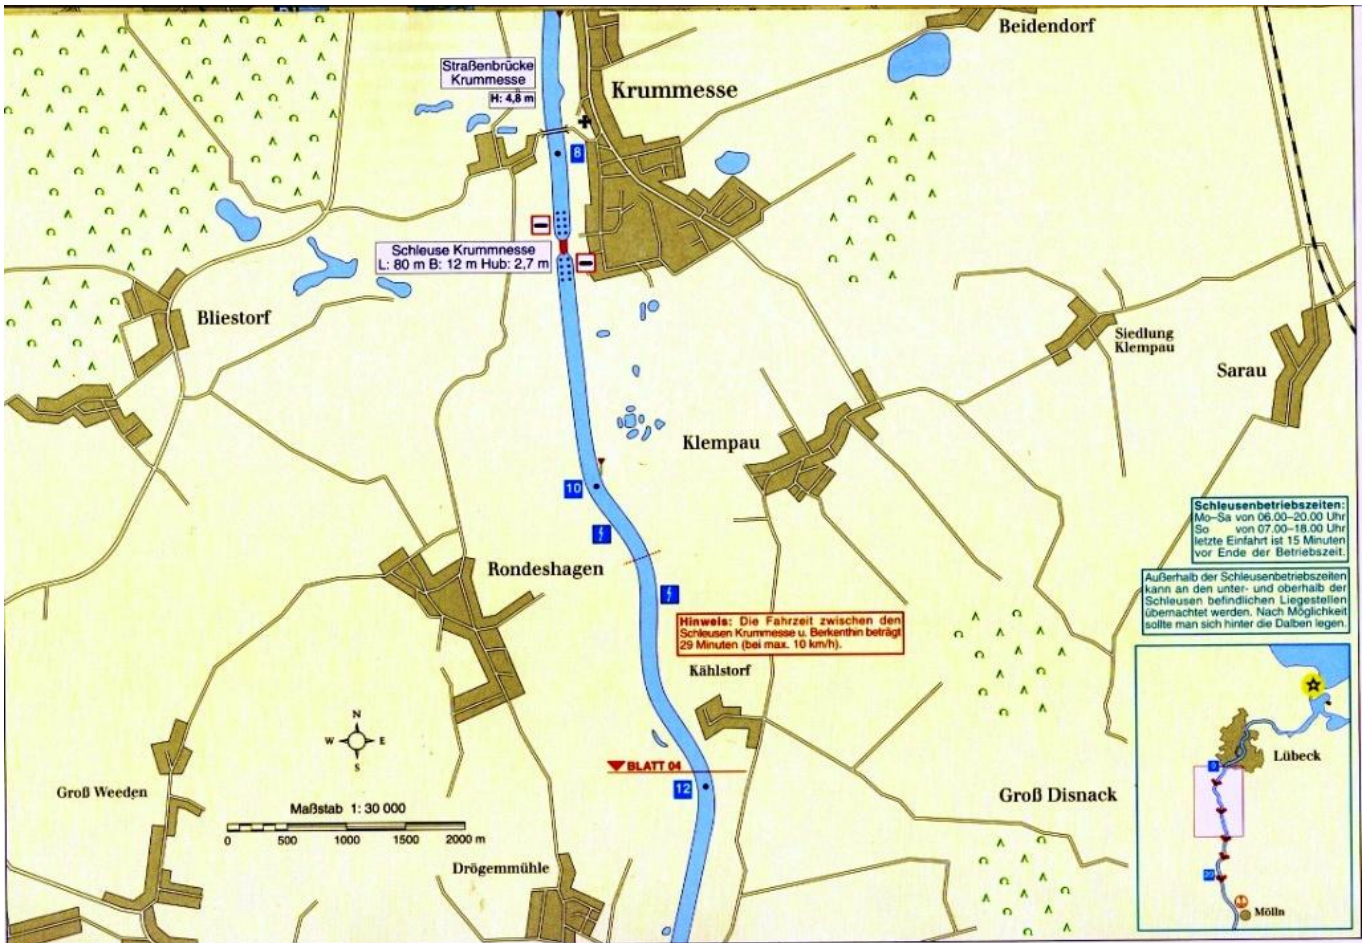 Beidendorf
Straßenbrücke
Krummesse
H: 4,8 m
Krummesse
8
Schleuse Krummnesse
L: 80 m B: 12 m Hub: 2,7 m
Bliestorf
Siedlung
Klempau
Sarau
Klempau
10
Schleusenbetriebszeiten:
Mo–Sa von 06.00–20.00 Uhr
So von 07.00–18.00 Uhr
letzte Einfahrt ist 15 Minuten
vor Ende der Betriebszeit.
Rondeshagen
Außerhalb der Schleusenbetriebszeiten
kann an den unter- und oberhalb der
Schleusen befindlichen Liegestellen
übernachtet werden. Nach Möglichkeit
sollte man sich hinter die Dalben legen.
Hinweis: Die Fahrzeit zwischen den
Schleusen Krummesse u. Berkenthin beträgt
29 Minuten (bei max. 10 km/h).
Kählstorf
N
W E
S
BLATT 04
12
Groß Weeden
Maßstab 1: 30 000
0 500 1000 1500 2000 m
Groß Disnack
Drögemmühle
Lübeck
0
20
Mölln